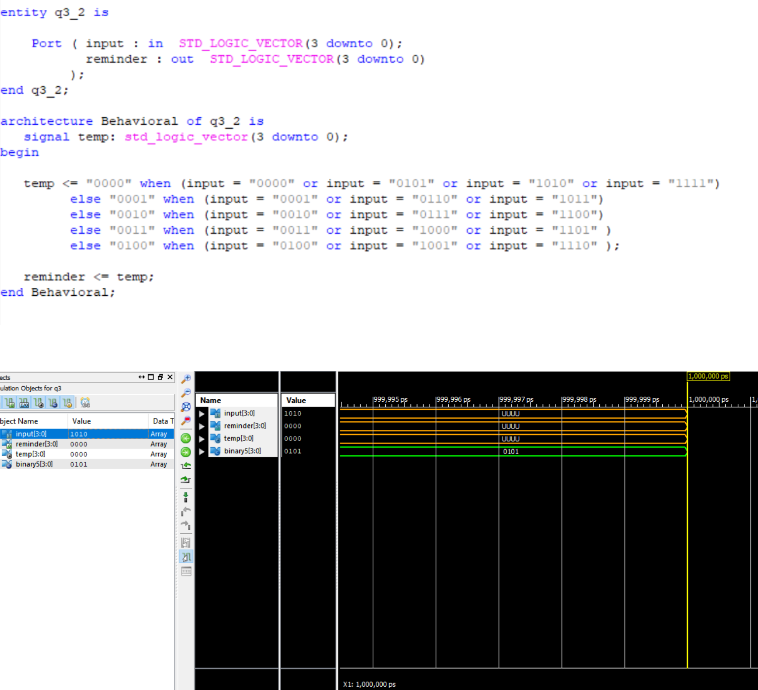 entity q3_2 is
Port ( input : in STD_LOGIC_VECTOR(3 downto 0);
reminder : out STD_LOGIC_VECTOR(3 downto 0)
);
end q3_2;
architecture Behavioral of q3_2 is
signal temp: std_logic_vector(3 downto 0);
begin
temp <= "0000" when (input = "0000" or input = "0101" or input = "1010" or input = "1111")
else "0001" when (input = "0001" or input = "0110" or input = "1011")
else "0010" when (input = "0010" or input = "0111" or input = "1100")
else "0011" when (input = "0011" or input = "1000" or input = "1101" )
else "0100" when (input = "0100" or input = "1001" or input = "1110" );
reminder <= temp;
end Behavioral;
ects
ulation Objects for q3
bject Name Value Data T
input[3:0] 1010 Array
reminder[3:0] 0000 Array
temp[3:0] 0000 Array
binary5[3:0] 0101 Array
Name Value
input[3:0] 1010
reminder[3:0] 0000
temp[3:0] 0000
binary5[3:0] 0101
1,000,000 ps
999,995 ps 999,996 ps 999,997 ps 999,998 ps 999,999 ps 1,000,000 ps 1,
UUUU
UUUU
UUUU
0101
X1: 1,000,000 ps